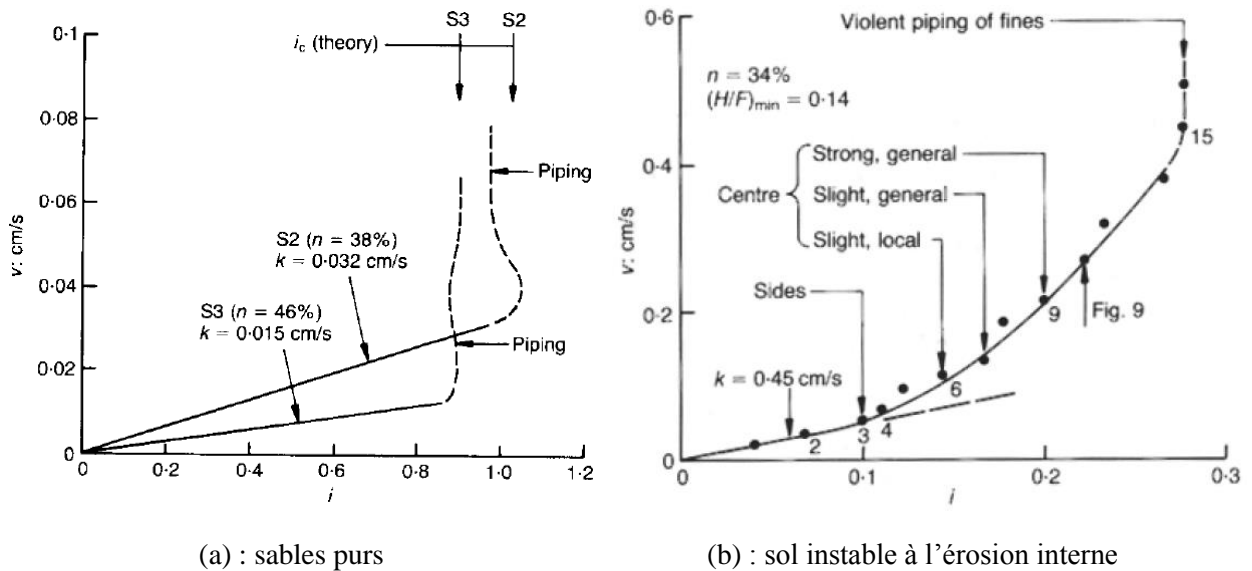 S3 S2
i_c (theory)
0·1
0·08
0·06
0·04
0·02
0
v: cm/s
Piping
S2 (n = 38%)
k = 0·032 cm/s
S3 (n = 46%)
k = 0·015 cm/s
Piping
0 0·2 0·4 0·6 0·8 1·0 1·2
i
(a) : sables purs
0·6
0·4
0·2
0
v: cm/s
Violent piping of fines
n = 34%
(H/F)min = 0·14
15
Strong, general
Centre
Slight, general
Slight, local
Sides
9
Fig. 9
k = 0·45 cm/s
6
2
3
4
0 0·1 0·2 0·3
i
(b) : sol instable à l’érosion interne